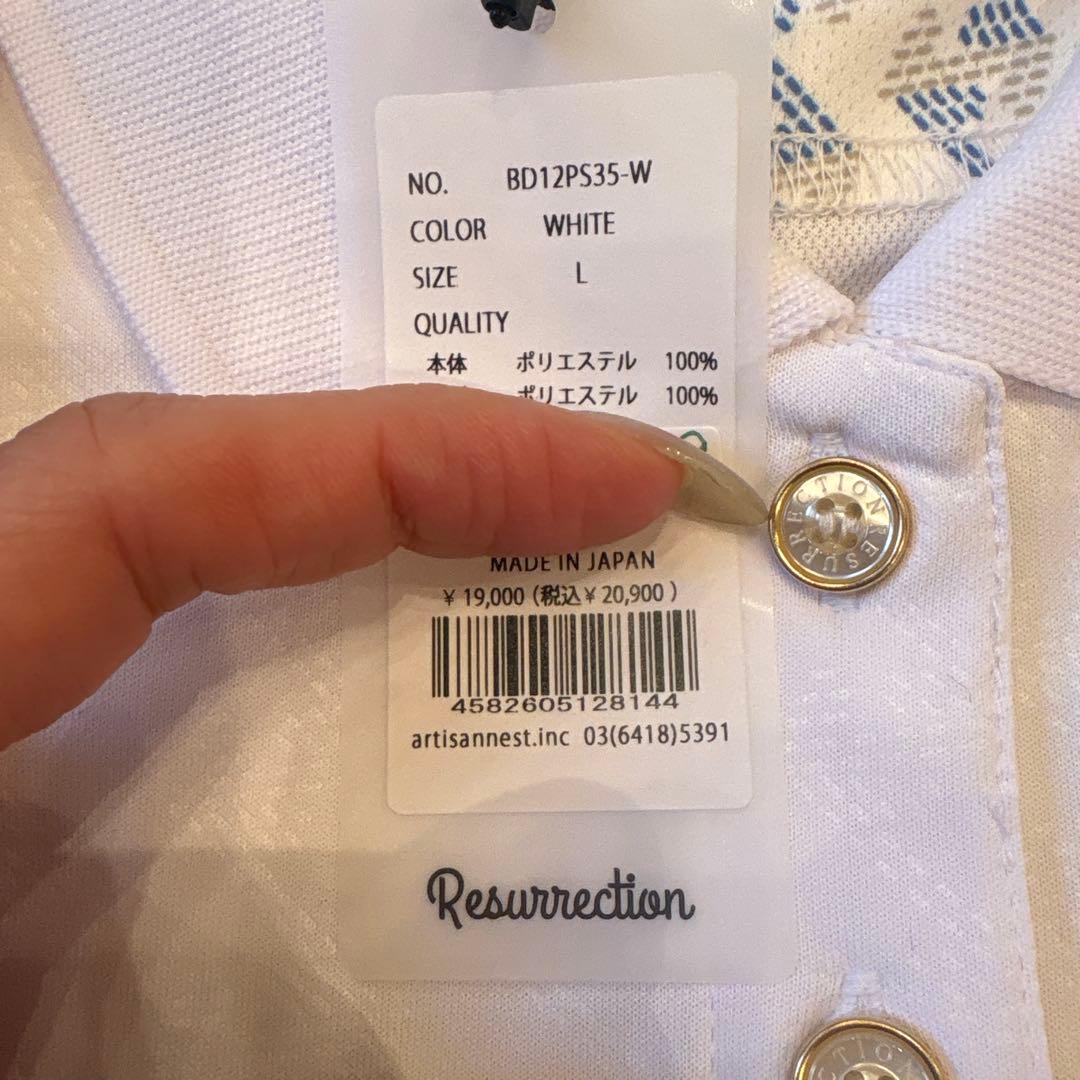 NO. BD12PS35-W
COLOR WHITE
SIZE L
QUALITY
本体 ポリエステル 100%
ポリエステル 100%
MADE IN JAPAN
¥ 19,000 (税込¥ 20,900 )
4582605128144
artisannest.inc 03(6418)5391
Resurrection
RESURRECTION
CTION